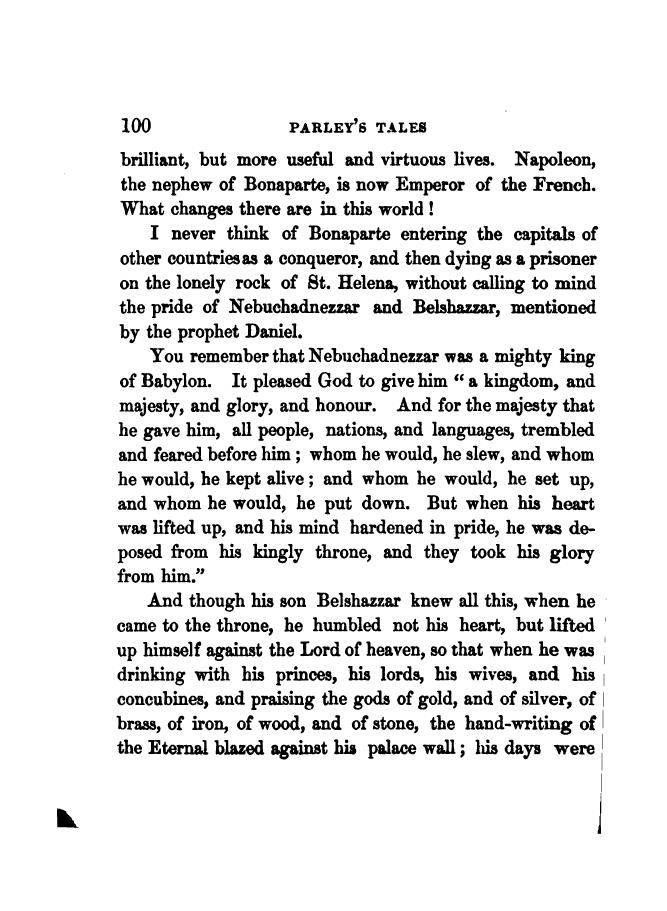 100 PARLEY'S TALES
brilliant, but more useful and virtuous lives. Napoleon,
the nephew of Bonaparte, is now Emperor of the French.
What changes there are in this world !
I never think of Bonaparte entering the capitals of
other countries as a conqueror, and then dying as a prisoner
on the lonely rock of St. Helena, without calling to mind
the pride of Nebuchadnezzar and Belshazzar, mentioned
by the prophet Daniel.
You remember that Nebuchadnezzar was a mighty king
of Babylon. It pleased God to give him “ a kingdom, and
majesty, and glory, and honour. And for the majesty that
he gave him, all people, nations, and languages, trembled
and feared before him ; whom he would, he slew, and whom
he would, he kept alive ; and whom he would, he set up,
and whom he would, he put down. But when his heart
was lifted up, and his mind hardened in pride, he was de-
posed from his kingly throne, and they took his glory
from him.”
And though his son Belshazzar knew all this, when he
came to the throne, he humbled not his heart, but lifted
up himself against the Lord of heaven, so that when he was
drinking with his princes, his lords, his wives, and his
concubines, and praising the gods of gold, and of silver, of
brass, of iron, of wood, and of stone, the hand-writing of
the Eternal blazed against his palace wall ; his days were